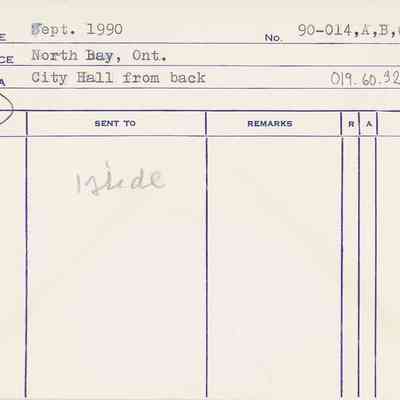 Sept. 1990 No. 90-014,A,B,
CE North Bay, Ont.
A City Hall from back 019.60.32
SENT TO REMARKS R A
1 slide